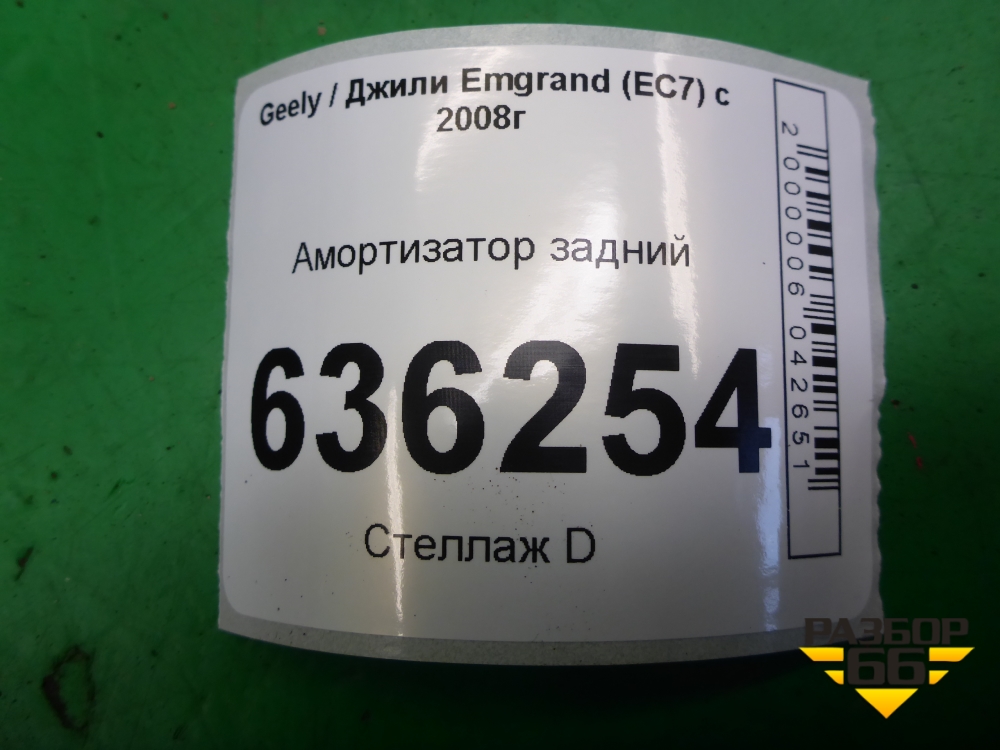 Geely / Джили Emgrand (EC7) с
2008г
Амортизатор задний
636254
Стеллаж D
2000006042651
РАЗБОР
66